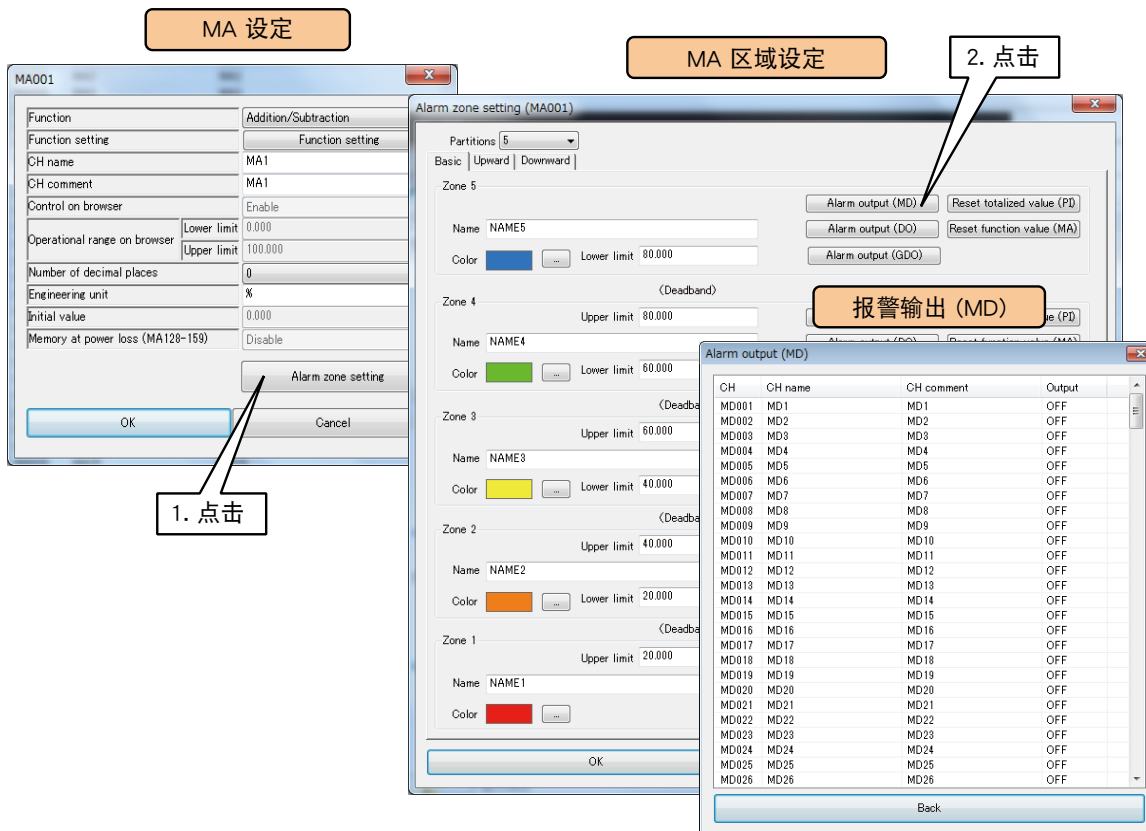 MA 设定
MA001
Function Addition/Subtraction
Function setting Function setting
CH name MA1
CH comment MA1
Control on browser Enable
Operational range on browser Lower limit 0.000
Upper limit 100.000
Number of decimal places 0
Engineering unit %
Initial value 0.000
Memory at power loss (MA128-159) Disable
Alarm zone setting
OK Cancel
1. 点击
MA 区域设定
2. 点击
Alarm zone setting (MA001)
Partitions 5
Basic Upward Downward
Zone 5
Alarm output (MD) Reset totalized value (PI)
Name NAME5 Alarm output (DO) Reset function value (MA)
Color ... Lower limit 80.000 Alarm output (GDO)
(Deadband)
Zone 4
Upper limit 80.000
Name NAME4
Color ... Lower limit 60.000
Zone 3
Upper limit 60.000
Name NAME3
Color ... Lower limit 40.000
Zone 2
Upper limit 40.000
Name NAME2
Color ... Lower limit 20.000
Zone 1
Upper limit 20.000
Name NAME1
Color ...
OK
报警输出 (MD)
Alarm output (MD)
CH CH name CH comment Output
MD001 MD1 MD1 OFF
MD002 MD2 MD2 OFF
MD003 MD3 MD3 OFF
MD004 MD4 MD4 OFF
MD005 MD5 MD5 OFF
MD006 MD6 MD6 OFF
MD007 MD7 MD7 OFF
MD008 MD8 MD8 OFF
MD009 MD9 MD9 OFF
MD010 MD10 MD10 OFF
MD011 MD11 MD11 OFF
MD012 MD12 MD12 OFF
MD013 MD13 MD13 OFF
MD014 MD14 MD14 OFF
MD015 MD15 MD15 OFF
MD016 MD16 MD16 OFF
MD017 MD17 MD17 OFF
MD018 MD18 MD18 OFF
MD019 MD19 MD19 OFF
MD020 MD20 MD20 OFF
MD021 MD21 MD21 OFF
MD022 MD22 MD22 OFF
MD023 MD23 MD23 OFF
MD024 MD24 MD24 OFF
MD025 MD25 MD25 OFF
MD026 MD26 MD26 OFF
Back